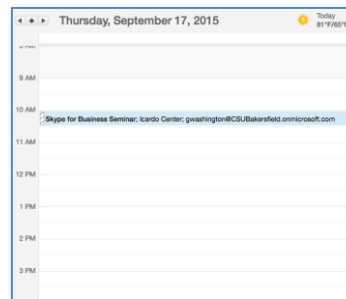 Thursday, September 17, 2015
Today
81°F/65°F
9 AM
10 AM
Skype for Business Seminar; Icardo Center; gwashington@CSUBakersfield.onmicrosoft.com
11 AM
12 PM
1 PM
2 PM
3 PM